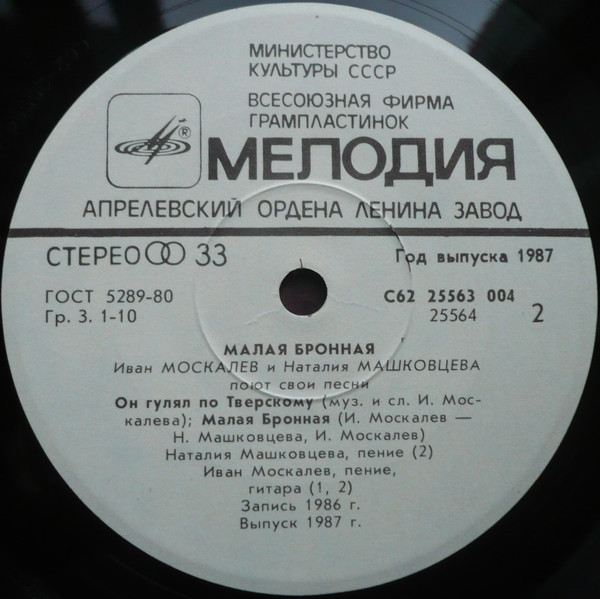 МИНИСТЕРСТВО
КУЛЬТУРЫ СССР
ВСЕСОЮЗНАЯ ФИРМА
ГРАМПЛАСТИНОК
® МЕЛОДИЯ
АПРЕЛЕВСКИЙ ОРДЕНА ЛЕНИНА ЗАВОД
СТЕРЕО 33 Год выпуска 1987
ГОСТ 5289-80 С62 25563 004
Гр. 3. 1-10 25564 2
МАЛАЯ БРОННАЯ
Иван МОСКАЛЕВ и Наталия МАШКОВЦЕВА
поют свои песни
Он гулял по Тверскому (муз. и сл. И. Мос-
калева); Малая Бронная (И. Москалев —
Н. Машковцева, И. Москалев)
Наталия Машковцева, пение (2)
Иван Москалев, пение,
гитара (1, 2)
Запись 1986 г.
Выпуск 1987 г.